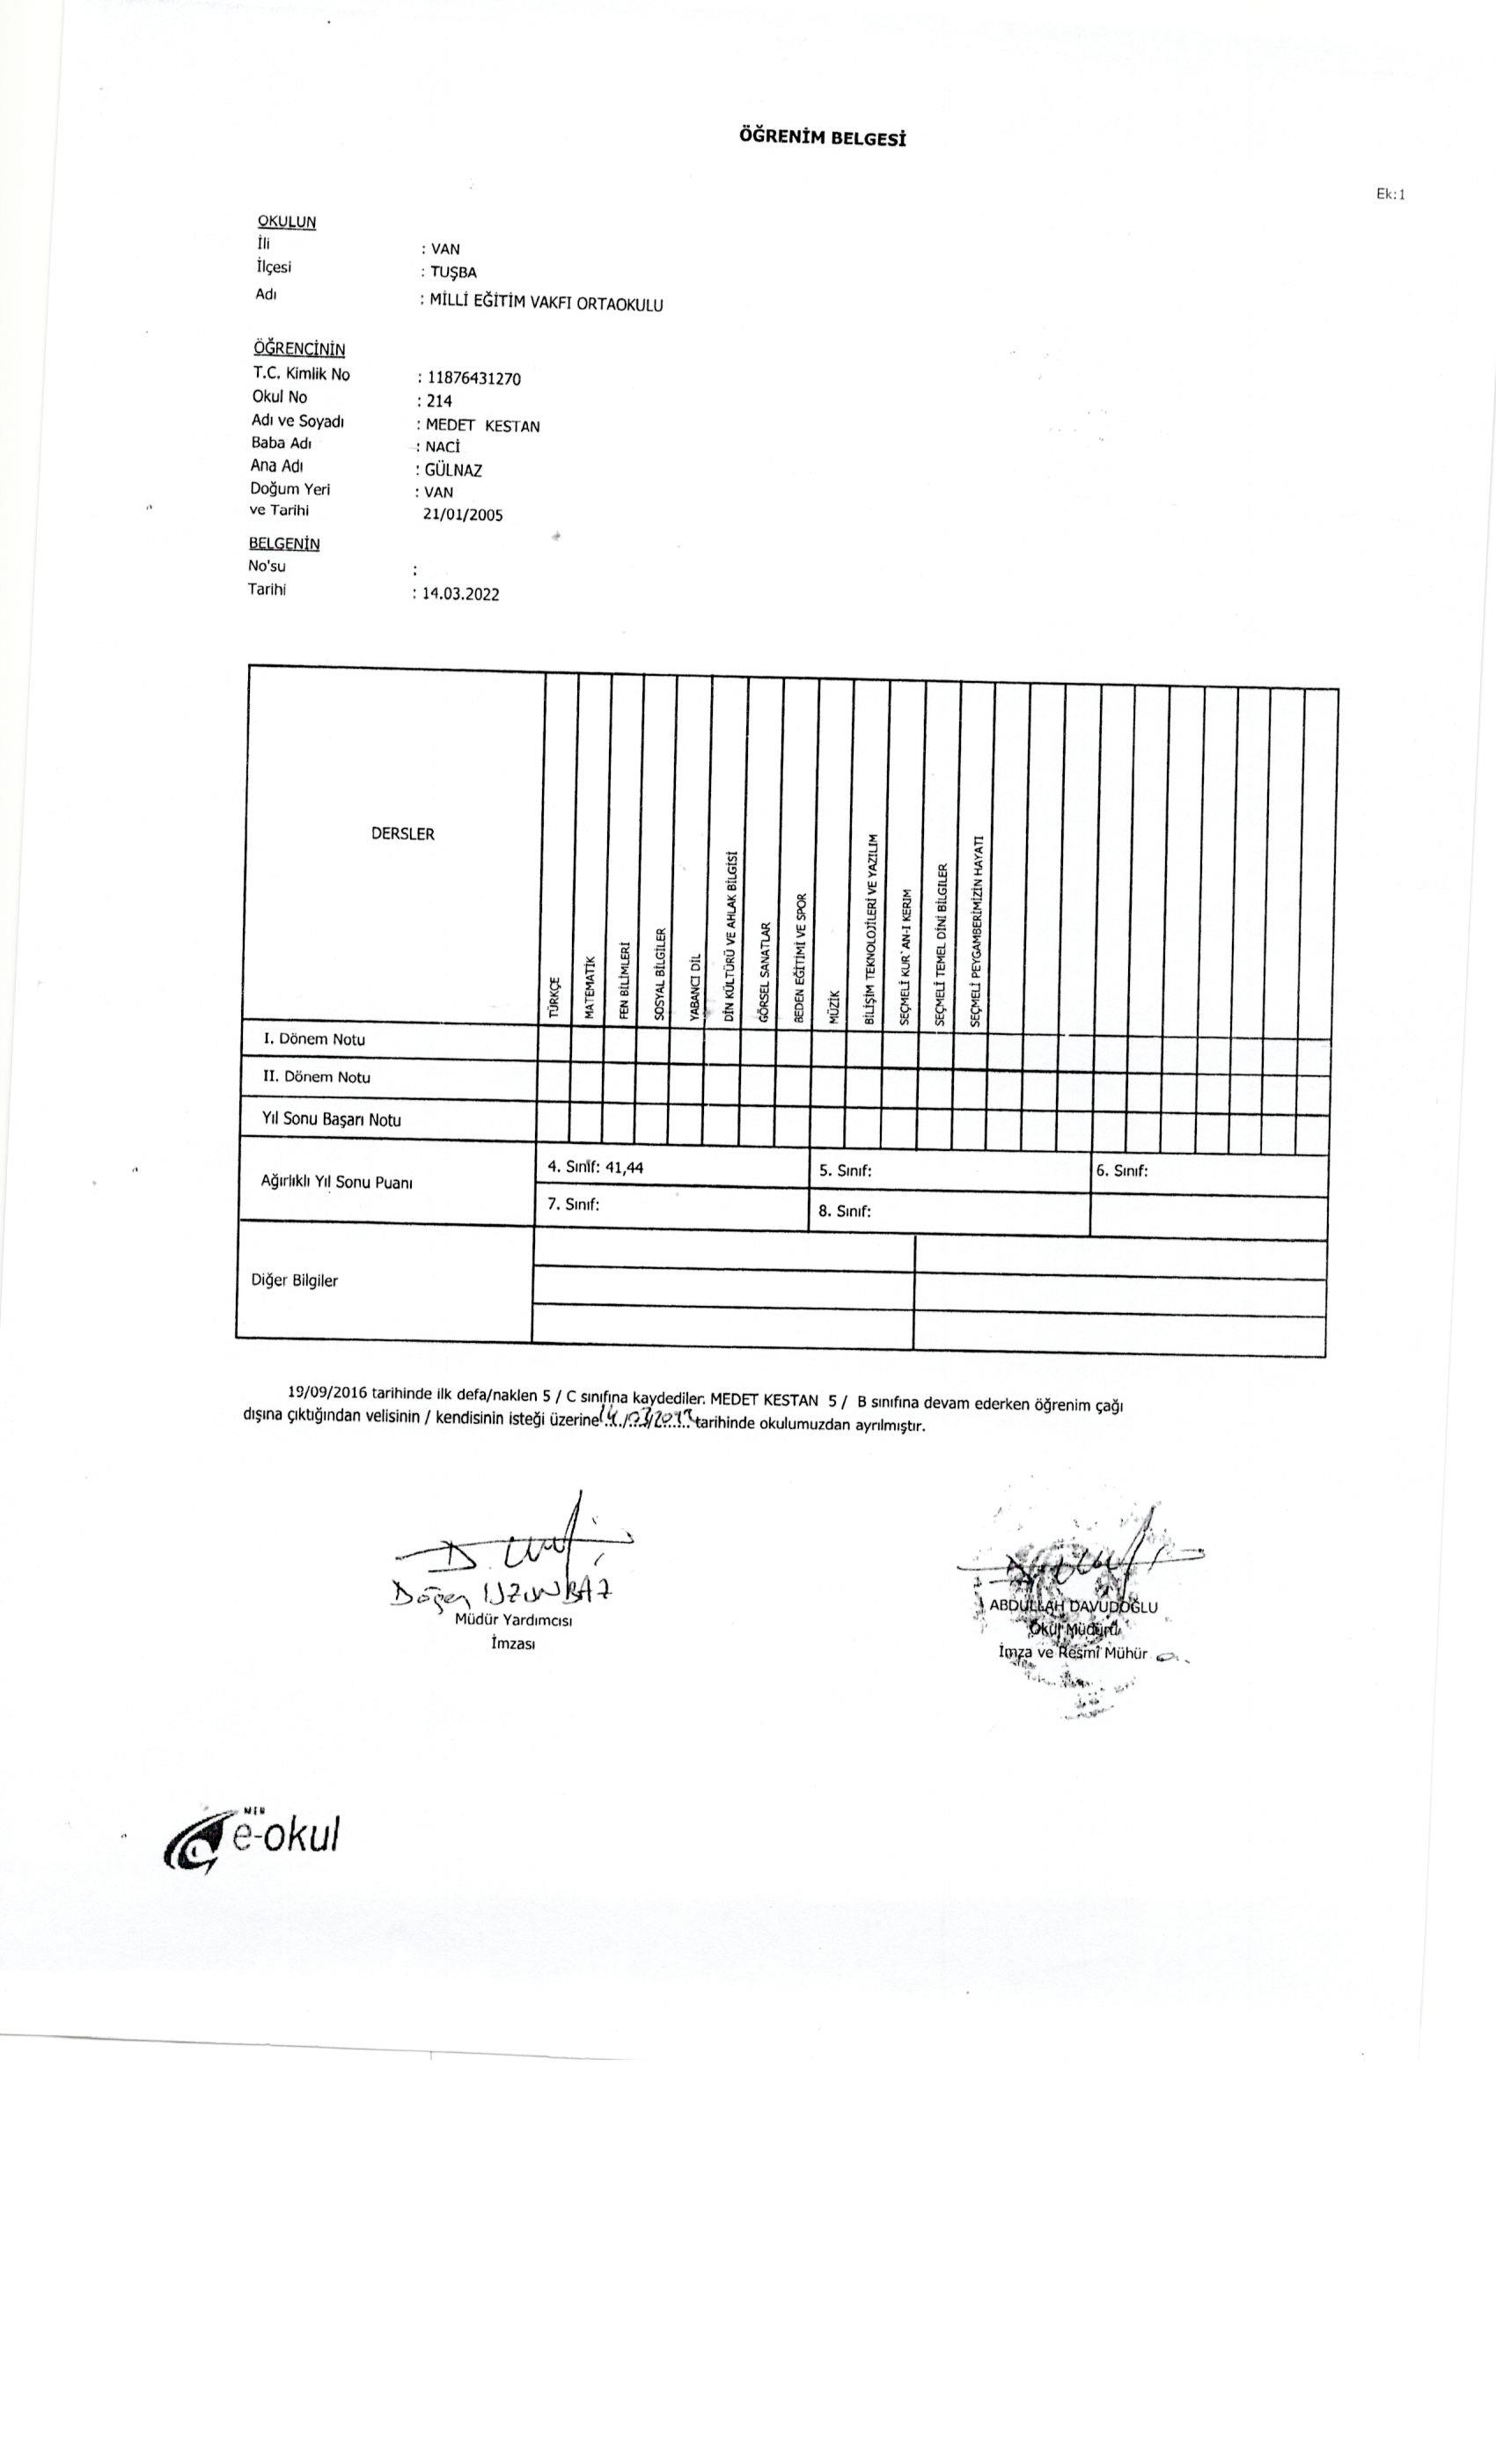 ÖĞRENİM BELGESİ
Ek:1
OKULUN
İli : VAN
İlçesi : TUŞBA
Adı : MİLLİ EĞİTİM VAKFI ORTAOKULU
ÖĞRENCİNİN
T.C. Kimlik No : 11876431270
Okul No : 214
Adı ve Soyadı : MEDET KESTAN
Baba Adı : NACİ
Ana Adı : GÜLNAZ
Doğum Yeri : VAN
ve Tarihi 21/01/2005
BELGENİN
No'su :
Tarihi : 14.03.2022
DERSLER
TÜRKÇE
MATEMATİK
FEN BİLİMLERİ
SOSYAL BİLGİLER
YABANCI DİL
DİN KÜLTÜRÜ VE AHLAK BİLGİSİ
GÖRSEL SANATLAR
BEDEN EĞİTİMİ VE SPOR
MÜZİK
BİLİŞİM TEKNOLOJİLERİ VE YAZILIM
SEÇMELİ KUR`AN-I KERIM
SEÇMELİ TEMEL DİNİ BİLGİLER
SEÇMELİ PEYGAMBERİMİZİN HAYATI
I. Dönem Notu
II. Dönem Notu
Yıl Sonu Başarı Notu
Ağırlıklı Yıl Sonu Puanı
4. Sınıf: 41,44 5. Sınıf: 6. Sınıf:
7. Sınıf: 8. Sınıf:
Diğer Bilgiler
19/09/2016 tarihinde ilk defa/naklen 5 / C sınıfına kaydediler. MEDET KESTAN 5 / B sınıfına devam ederken öğrenim çağı
dışına çıktığından velisinin / kendisinin isteği üzerine tarihinde okulumuzdan ayrılmıştır.
UZUNBAZ
Müdür Yardımcısı
İmzası
ABDULLAH DAVUDOĞLU
Okul Müdürü
İmza ve Resmi Mühür
MEB
e-okul